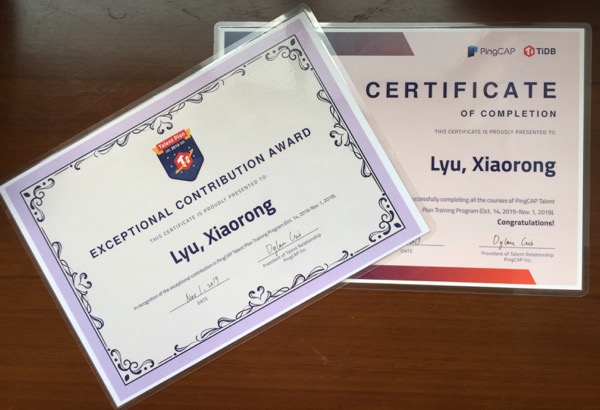 Talent Plan
2019
EXCEPTIONAL CONTRIBUTION AWARD
THIS CERTIFICATE IS PROUDLY PRESENTED TO:
Lyu, Xiaorong
in recognition of the exceptional contribution in PingCAP Talent Plan Training Program (Oct. 14, 2019-Nov. 1, 2019).
Nov 1, 2019
DATE
Dylan Cui
President of Talent Relationship
PingCAP Inc.
PingCAP TiDB
CERTIFICATE
OF COMPLETION
THIS CERTIFICATE IS PROUDLY PRESENTED TO
Lyu, Xiaorong
successfully completing all the courses of PingCAP Talent
Plan Training Program (Oct. 14, 2019-Nov. 1, 2019).
Congratulations!
DATE
Dylan Cui
President of Talent Relationship
PingCAP Inc.